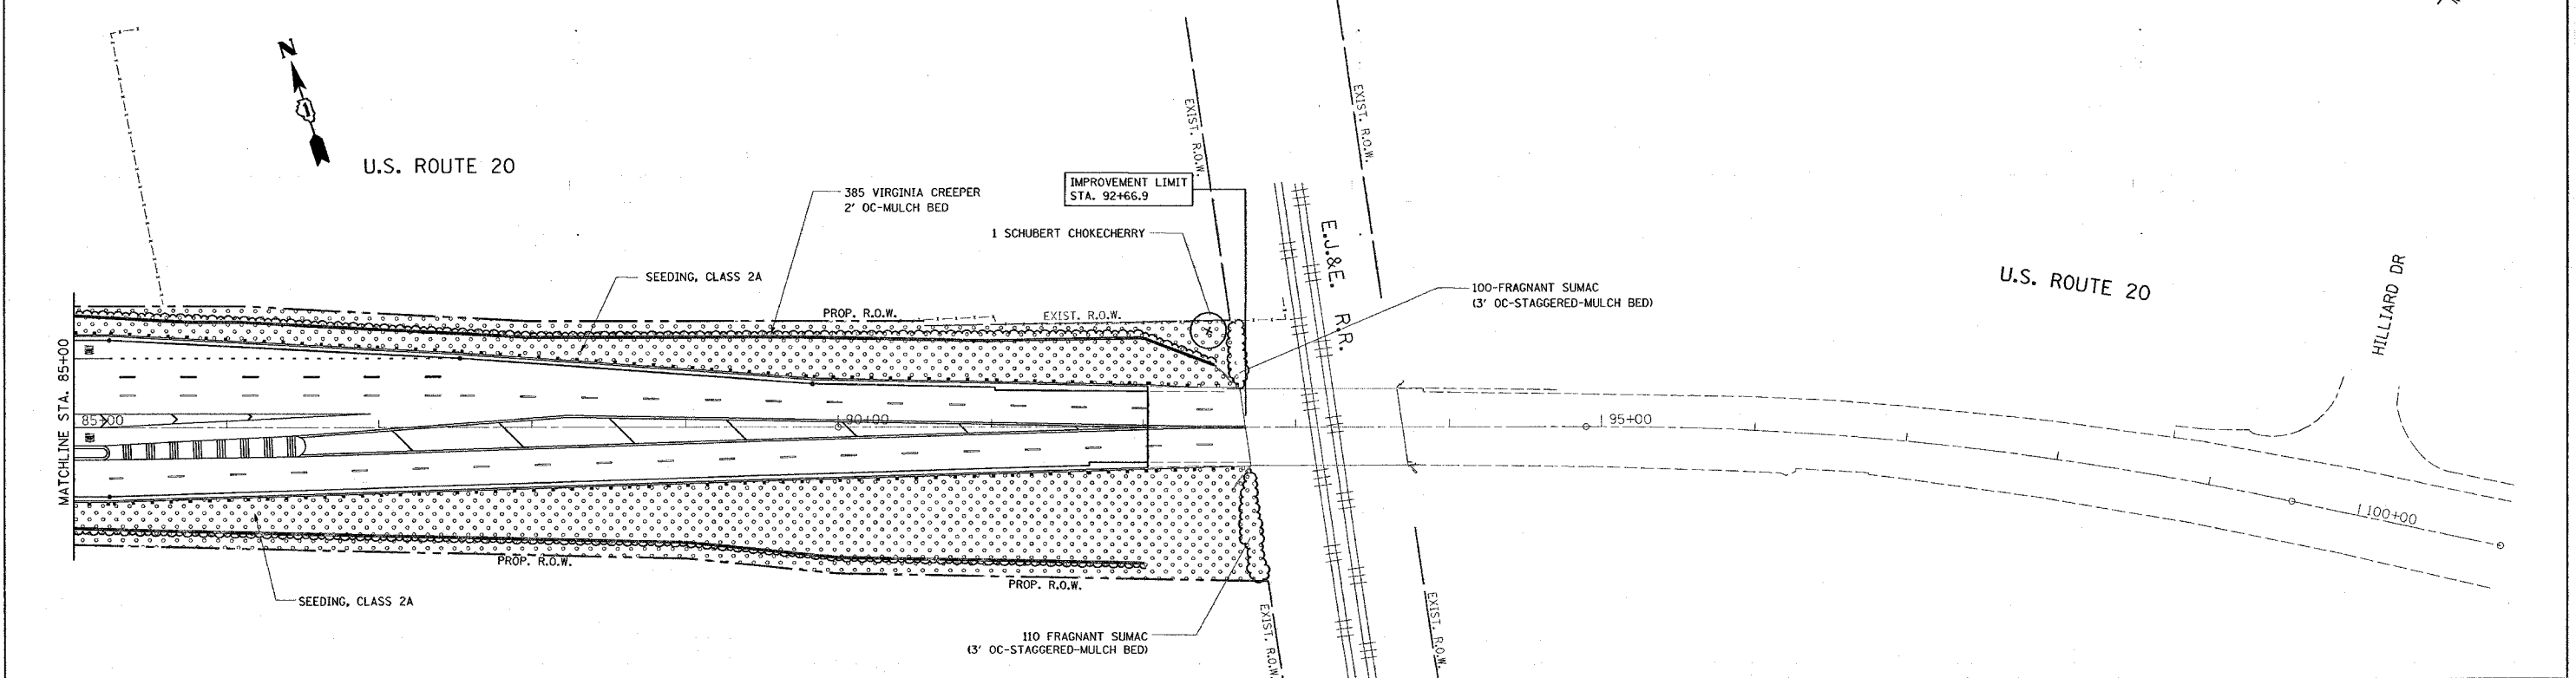 N
1
U.S. ROUTE 20
385 VIRGINIA CREEPER
2' OC-MULCH BED
IMPROVEMENT LIMIT
STA. 92+66.9
1 SCHUBERT CHOKECHERRY
SEEDING, CLASS 2A
EXIST. R.O.W.
EXIST. R.O.W.
E.J.&E. R.R.
100-FRAGNANT SUMAC
(3' OC-STAGGERED-MULCH BED)
U.S. ROUTE 20
HILLIARD DR
PROP. R.O.W.
EXIST. R.O.W.
MATCHLINE STA. 85+00
85+00
90+00
95+00
100+00
PROP. R.O.W.
PROP. R.O.W.
SEEDING, CLASS 2A
110 FRAGNANT SUMAC
(3' OC-STAGGERED-MULCH BED)
EXIST. R.O.W.
EXIST. R.O.W.